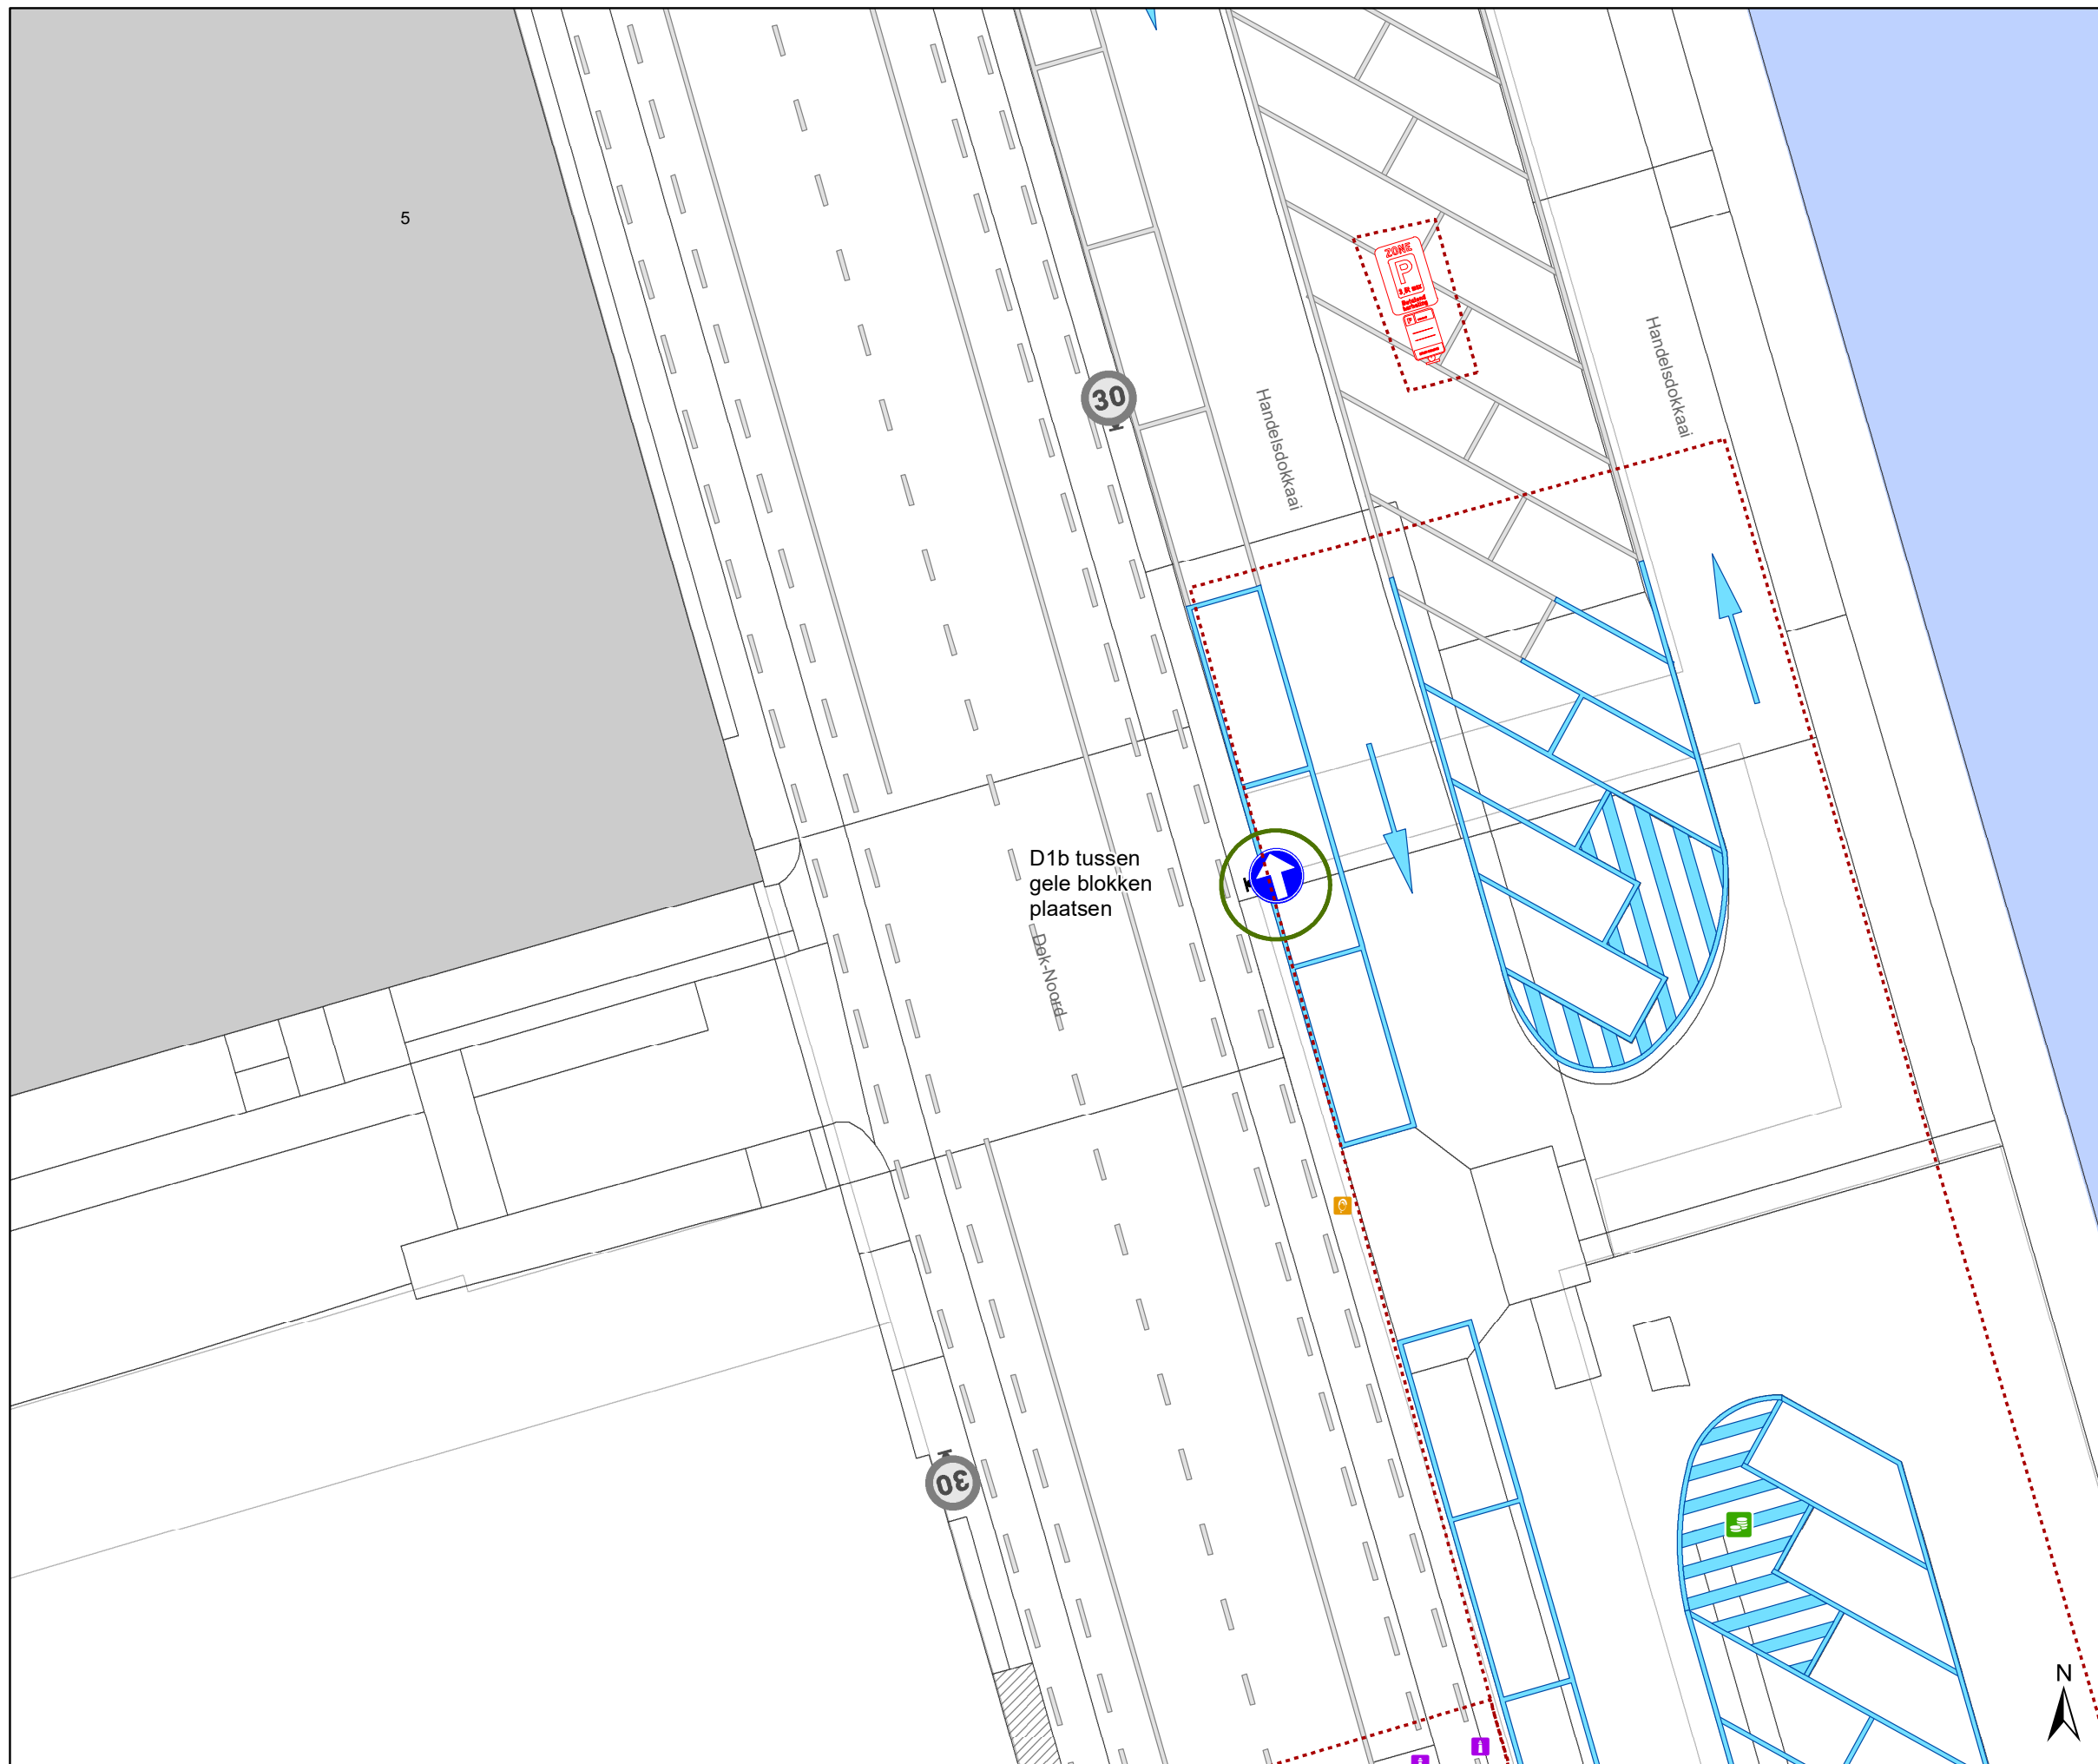 5
ZONE
P
30
Handelsdokkaai
Handelsdokkaai
D1b tussen
gele blokken
plaatsen
Dok-Noord
30
N